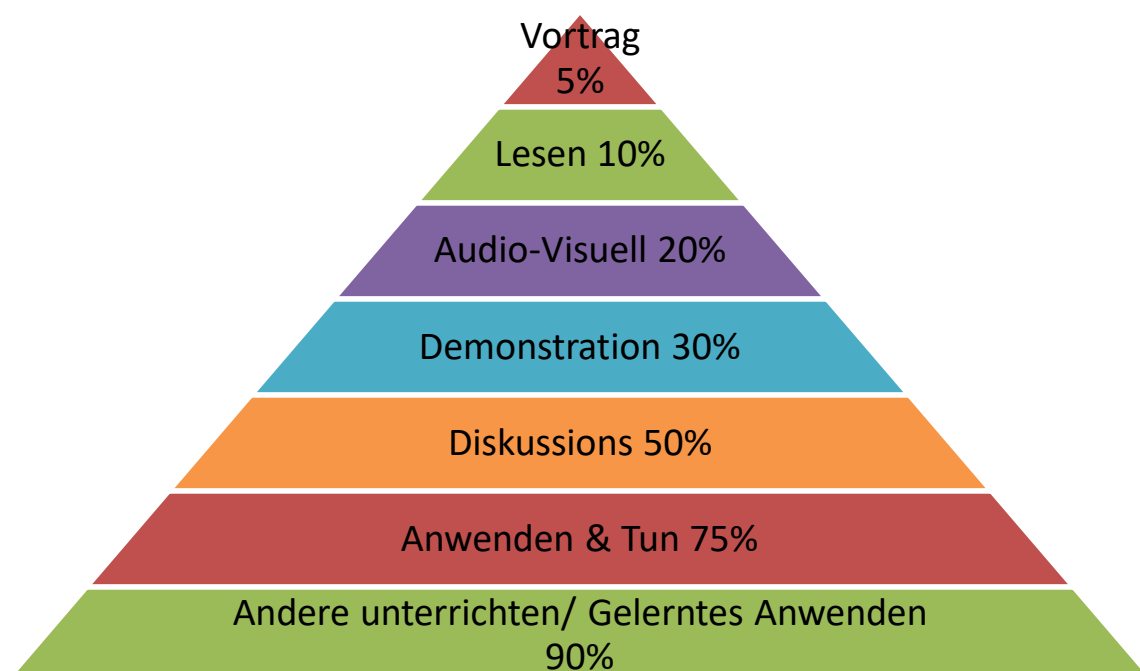 Vortrag
5%
Lesen 10%
Audio-Visuell 20%
Demonstration 30%
Diskussions 50%
Anwenden & Tun 75%
Andere unterrichten/ Gelerntes Anwenden
90%